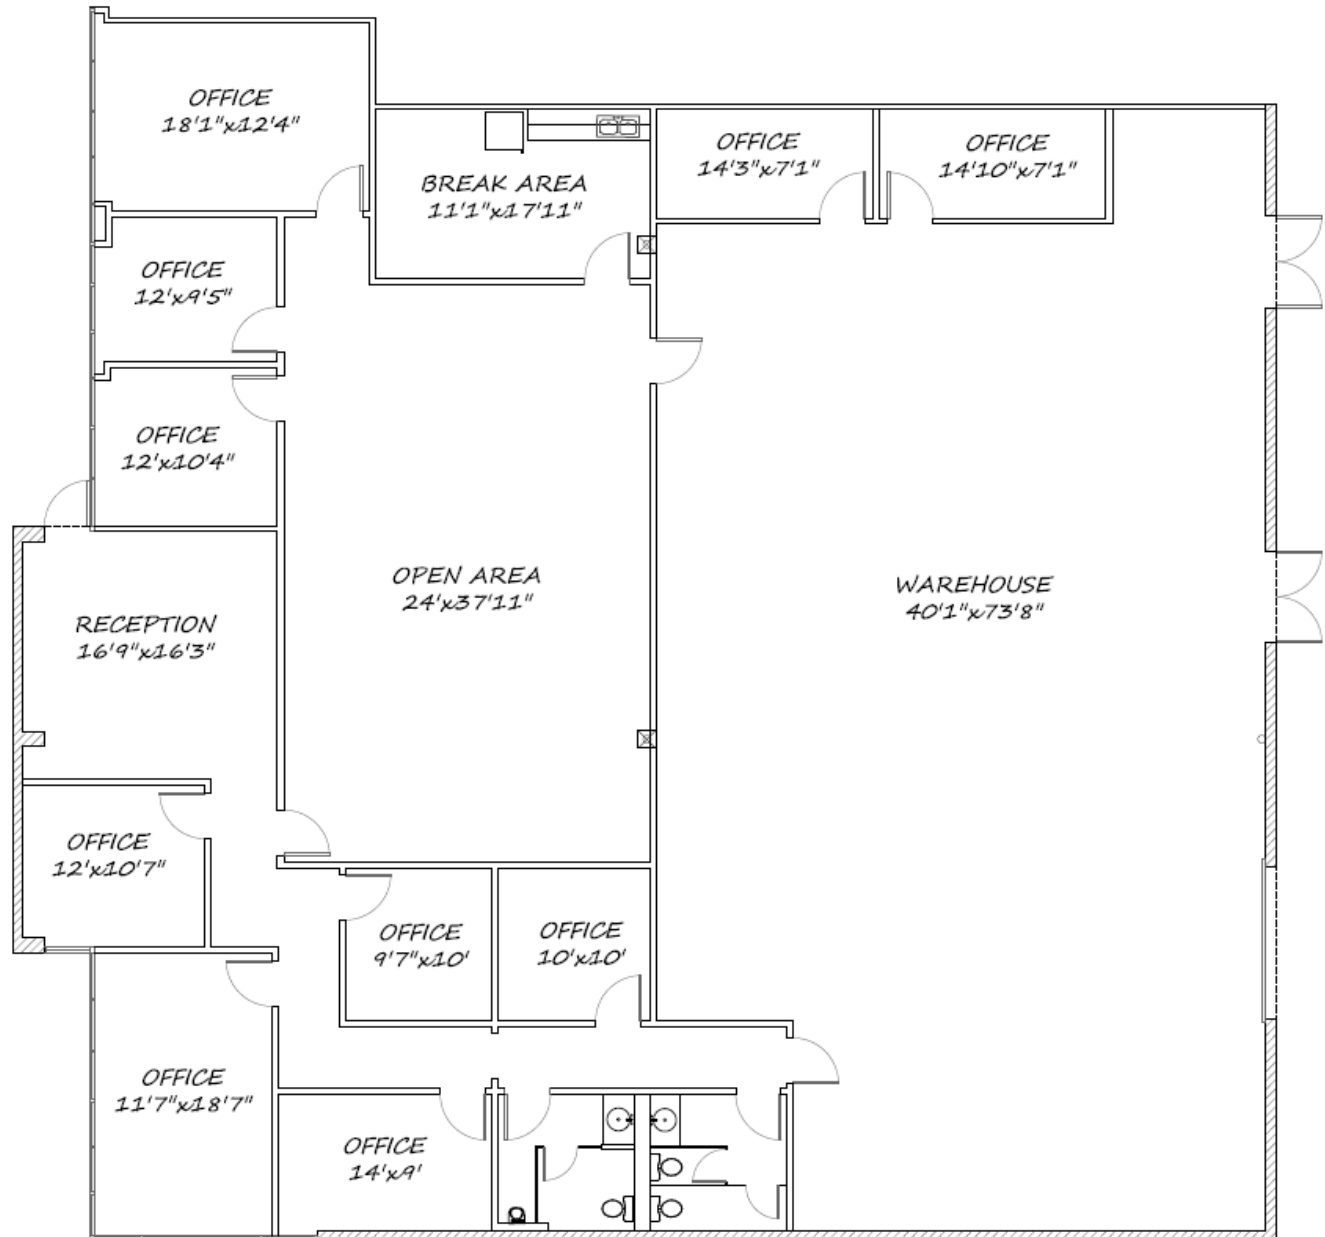 OFFICE
18'1"x12'4"
OFFICE
14'3"x7'1"
OFFICE
14'10"x7'1"
BREAK AREA
11'1"x17'11"
OFFICE
12'x9'5"
OFFICE
12'x10'4"
OPEN AREA
24'x37'11"
WAREHOUSE
40'1"x73'8"
RECEPTION
16'9"x16'3"
OFFICE
12'x10'7"
OFFICE
9'7"x10'
OFFICE
10'x10'
OFFICE
11'7"x18'7"
OFFICE
14'x9'